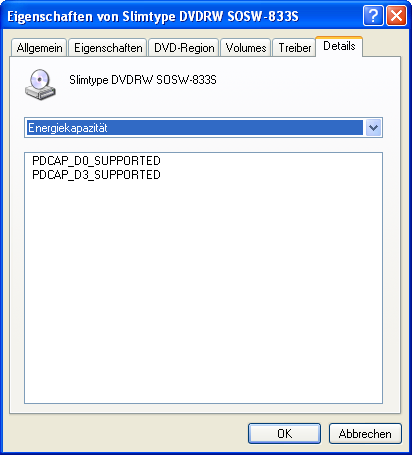 Eigenschaften von Slimtype DVDRW SOSW-833S
Allgemein Eigenschaften DVD-Region Volumes Treiber Details
Slimtype DVDRW SOSW-833S
Energiekapazität
PDCAP_D0_SUPPORTED
PDCAP_D3_SUPPORTED
OK Abbrechen